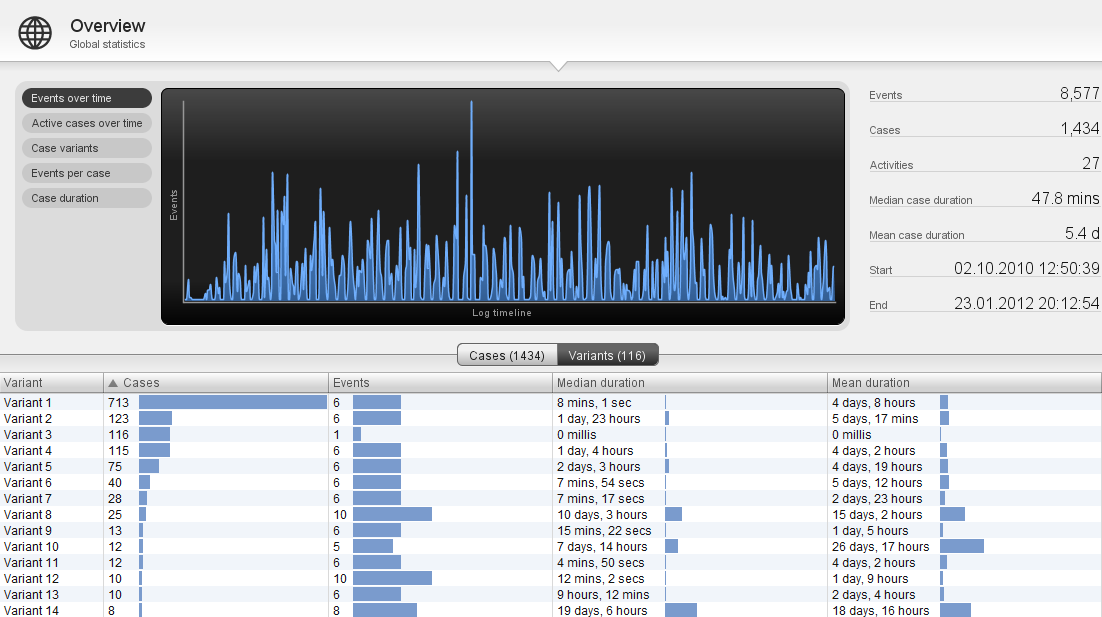 Overview
Global statistics
Events over time
Active cases over time
Case variants
Events per case
Case duration
Events
Log timeline
Events 8,577
Cases 1,434
Activities 27
Median case duration 47.8 mins
Mean case duration 5.4 d
Start 02.10.2010 12:50:39
End 23.01.2012 20:12:54
Cases (1434) Variants (116)
Variant Cases Events Median duration Mean duration
Variant 1 713 6 8 mins, 1 sec 4 days, 8 hours
Variant 2 123 6 1 day, 23 hours 5 days, 17 mins
Variant 3 116 1 0 millis 0 millis
Variant 4 115 6 1 day, 4 hours 4 days, 2 hours
Variant 5 75 6 2 days, 3 hours 4 days, 19 hours
Variant 6 40 6 7 mins, 54 secs 5 days, 12 hours
Variant 7 28 6 7 mins, 17 secs 2 days, 23 hours
Variant 8 25 10 10 days, 3 hours 15 days, 2 hours
Variant 9 13 6 15 mins, 22 secs 1 day, 5 hours
Variant 10 12 5 7 days, 14 hours 26 days, 17 hours
Variant 11 12 6 4 mins, 50 secs 4 days, 2 hours
Variant 12 10 10 12 mins, 2 secs 1 day, 9 hours
Variant 13 10 6 9 hours, 12 mins 2 days, 4 hours
Variant 14 8 8 19 days, 6 hours 18 days, 16 hours